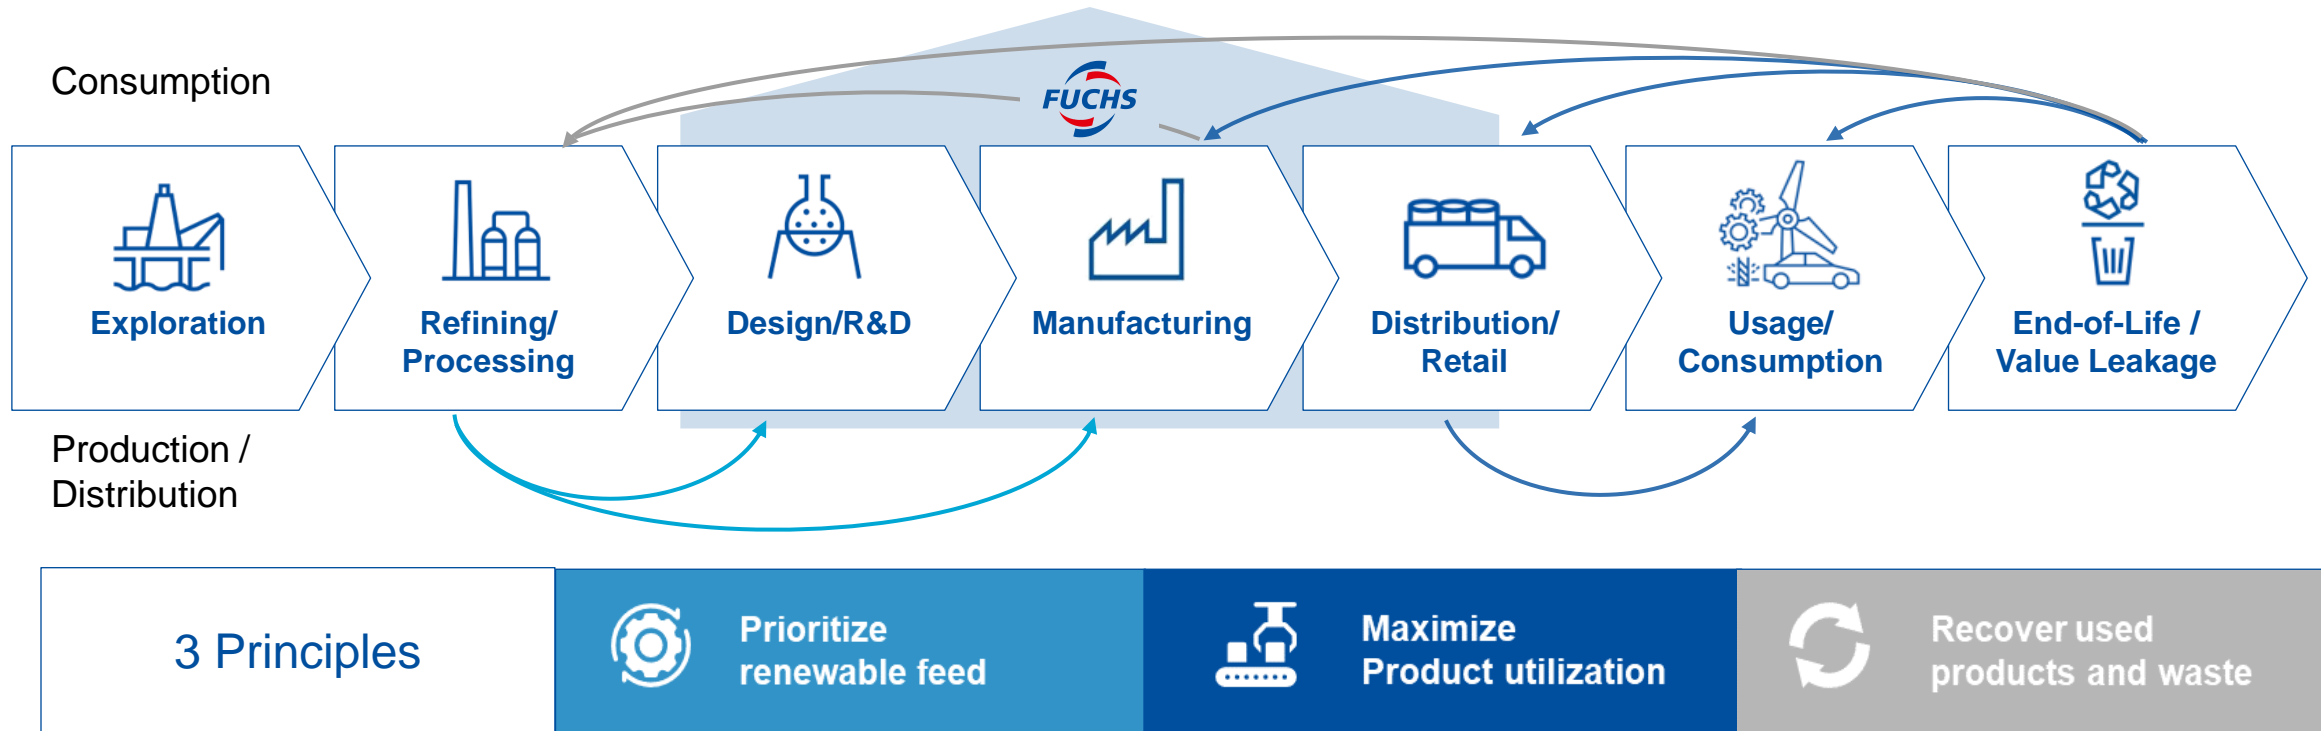 Consumption
FUCHS
Exploration
Refining/
Processing
Design/R&D
Manufacturing
Distribution/
Retail
Usage/
Consumption
End-of-Life /
Value Leakage
Production /
Distribution
3 Principles
Prioritize
renewable feed
Maximize
Product utilization
Recover used
products and waste